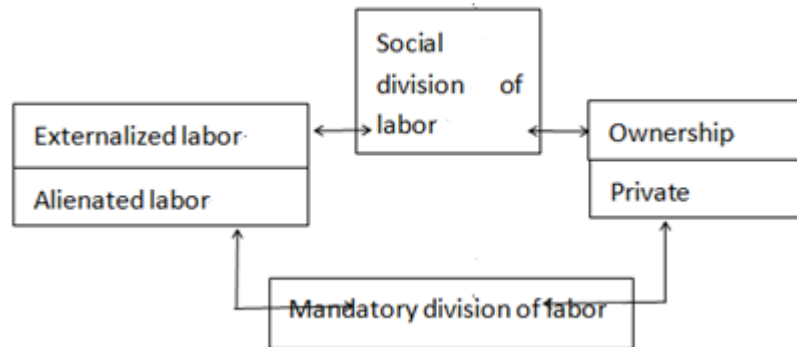 Social
division of
labor
Externalized labor
Ownership
Alienated labor
Private
Mandatory division of labor